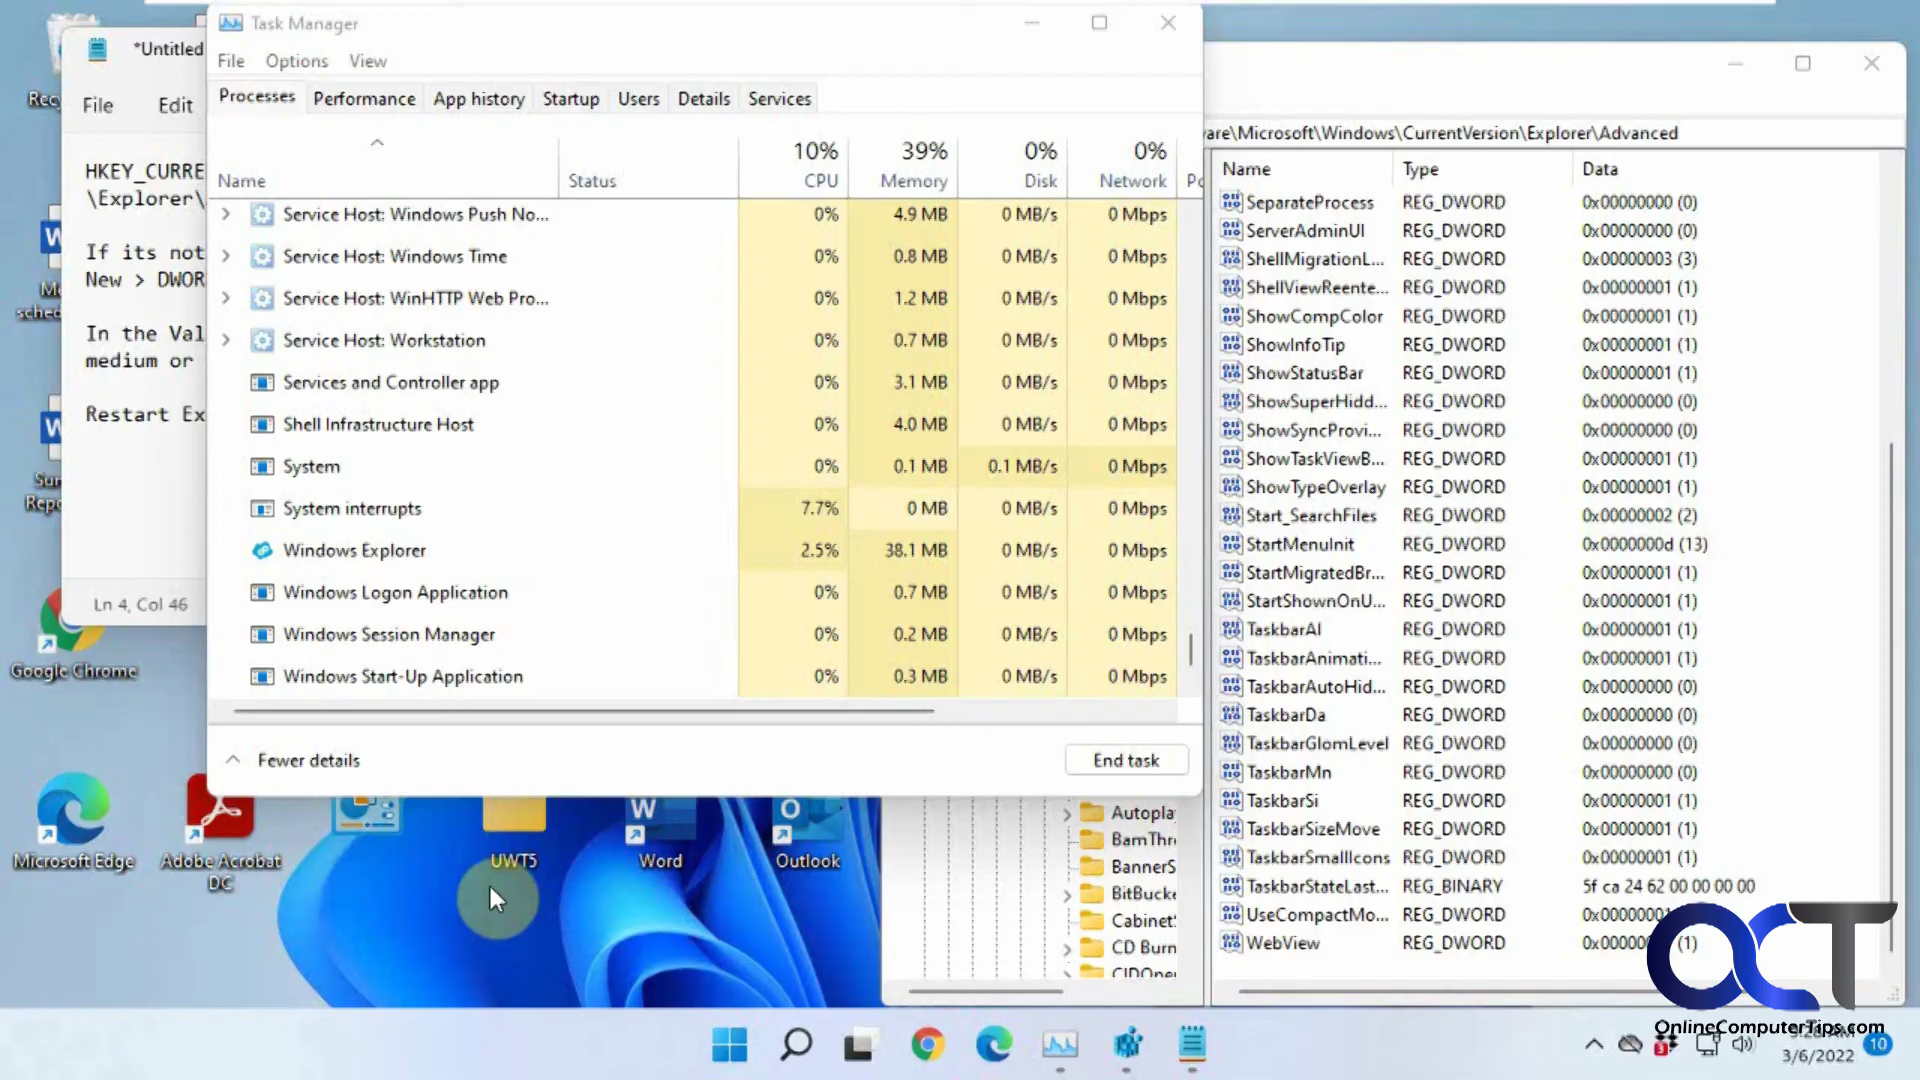 Task Manager
File Options View
Processes Performance App history Startup Users Details Services
10% 39% 0% 0%
Name Status CPU Memory Disk Network
Service Host: Windows Push No... 0% 4.9 MB 0 MB/s 0 Mbps
Service Host: Windows Time 0% 0.8 MB 0 MB/s 0 Mbps
Service Host: WinHTTP Web Pro... 0% 1.2 MB 0 MB/s 0 Mbps
Service Host: Workstation 0% 0.7 MB 0 MB/s 0 Mbps
Services and Controller app 0% 3.1 MB 0 MB/s 0 Mbps
Shell Infrastructure Host 0% 4.0 MB 0 MB/s 0 Mbps
System 0% 0.1 MB 0.1 MB/s 0 Mbps
System interrupts 7.7% 0 MB 0 MB/s 0 Mbps
Windows Explorer 2.5% 38.1 MB 0 MB/s 0 Mbps
Windows Logon Application 0% 0.7 MB 0 MB/s 0 Mbps
Windows Session Manager 0% 0.2 MB 0 MB/s 0 Mbps
Windows Start-Up Application 0% 0.3 MB 0 MB/s 0 Mbps
Fewer details
End task
*Untitled
File Edit
HKEY_CURRE
\Explorer\
If its not
New > DWOR
In the Val
medium or
Restart Ex
Ln 4, Col 46
are\Microsoft\Windows\CurrentVersion\Explorer\Advanced
Name Type Data
SeparateProcess REG_DWORD 0x00000000 (0)
ServerAdminUI REG_DWORD 0x00000000 (0)
ShellMigrationL... REG_DWORD 0x00000003 (3)
ShellViewReente... REG_DWORD 0x00000001 (1)
ShowCompColor REG_DWORD 0x00000001 (1)
ShowInfoTip REG_DWORD 0x00000001 (1)
ShowStatusBar REG_DWORD 0x00000001 (1)
ShowSuperHidd... REG_DWORD 0x00000000 (0)
ShowSyncProvi... REG_DWORD 0x00000000 (0)
ShowTaskViewB... REG_DWORD 0x00000001 (1)
ShowTypeOverlay REG_DWORD 0x00000001 (1)
Start_SearchFiles REG_DWORD 0x00000002 (2)
StartMenuInit REG_DWORD 0x0000000d (13)
StartMigratedBr... REG_DWORD 0x00000001 (1)
StartShownOnU... REG_DWORD 0x00000001 (1)
TaskbarAl REG_DWORD 0x00000001 (1)
TaskbarAnimati... REG_DWORD 0x00000001 (1)
TaskbarAutoHid... REG_DWORD 0x00000000 (0)
TaskbarDa REG_DWORD 0x00000000 (0)
TaskbarGlomLevel REG_DWORD 0x00000000 (0)
TaskbarMn REG_DWORD 0x00000000 (0)
TaskbarSi REG_DWORD 0x00000001 (1)
TaskbarSizeMove REG_DWORD 0x00000001 (1)
TaskbarSmallIcons REG_DWORD 0x00000001 (1)
TaskbarStateLast... REG_BINARY 5f ca 24 62 00 00 00 00
UseCompactMo... REG_DWORD 0x00000001 (1)
WebView REG_DWORD (1)
Autopla
BamThr
BannerS
BitBucke
Cabinet
CD Burn
CIDOpe
Google Chrome
Microsoft Edge
Adobe Acrobat
DC
UWT5
Word
Outlook
OCT
OnlineComputerTips.com
3/6/2022
10